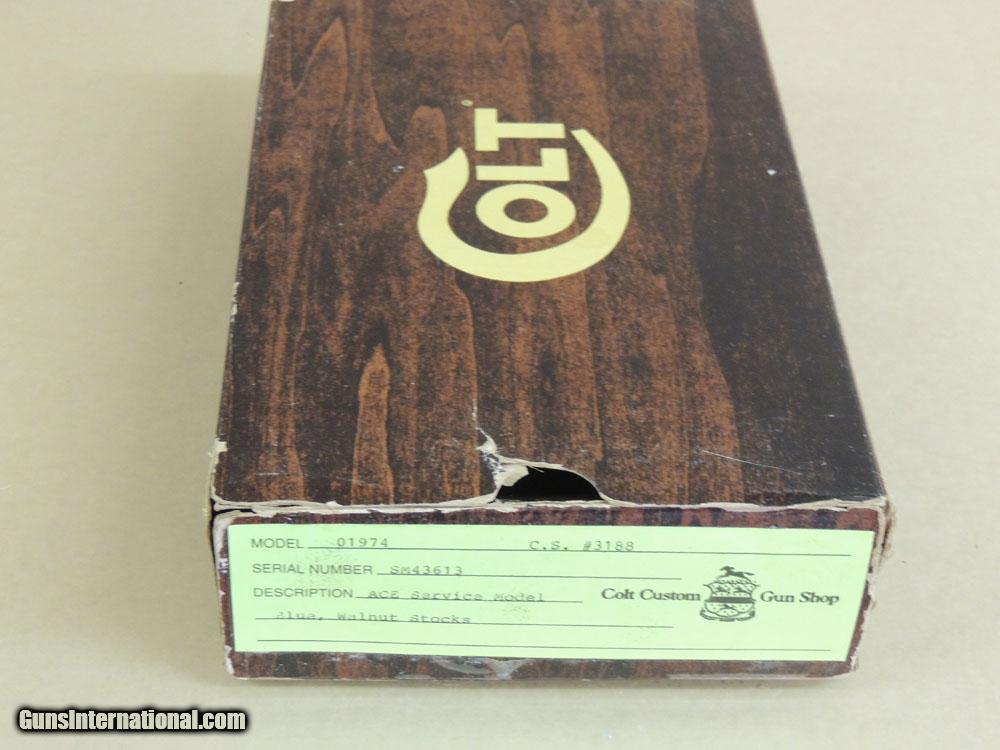 COLT
MODEL 01974 C.S. #3188
SERIAL NUMBER SM43613
DESCRIPTION ACE Service Model
Blue, Walnut Stocks
Colt Custom Gun Shop
GunsInternational.com